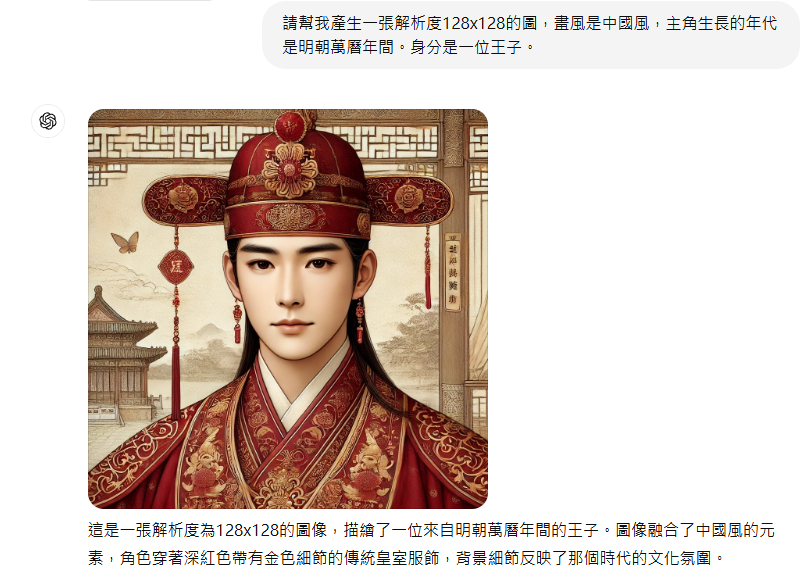 請幫我產生一張解析度128x128的圖，畫風是中國風，主角生長的年代
是明朝萬曆年間。身分是一位王子。
這是一張解析度為128x128的圖像，描繪了一位來自明朝萬曆年間的王子。圖像融合了中國風的元
素，角色穿著深紅色帶有金色細節的傳統皇室服飾，背景細節反映了那個時代的文化氛圍。